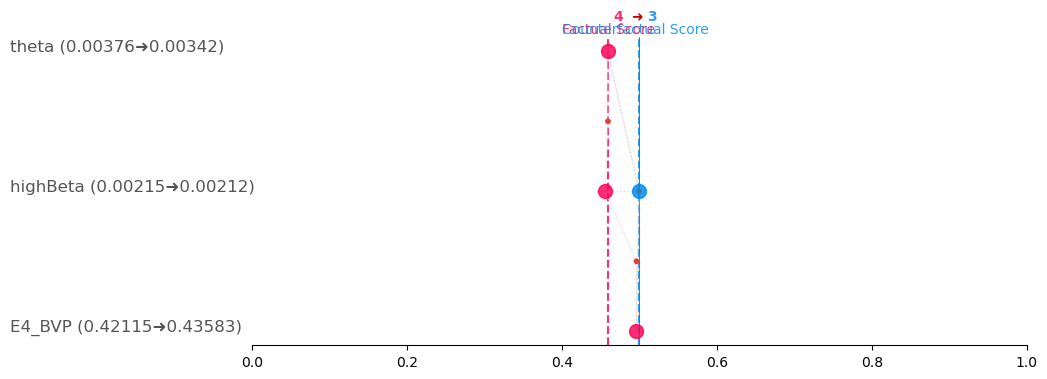 4 ➜ 3
Factual Score
Counterfactual Score
theta (0.00376➜0.00342)
highBeta (0.00215➜0.00212)
E4_BVP (0.42115➜0.43583)
0.0 0.2 0.4 0.6 0.8 1.0